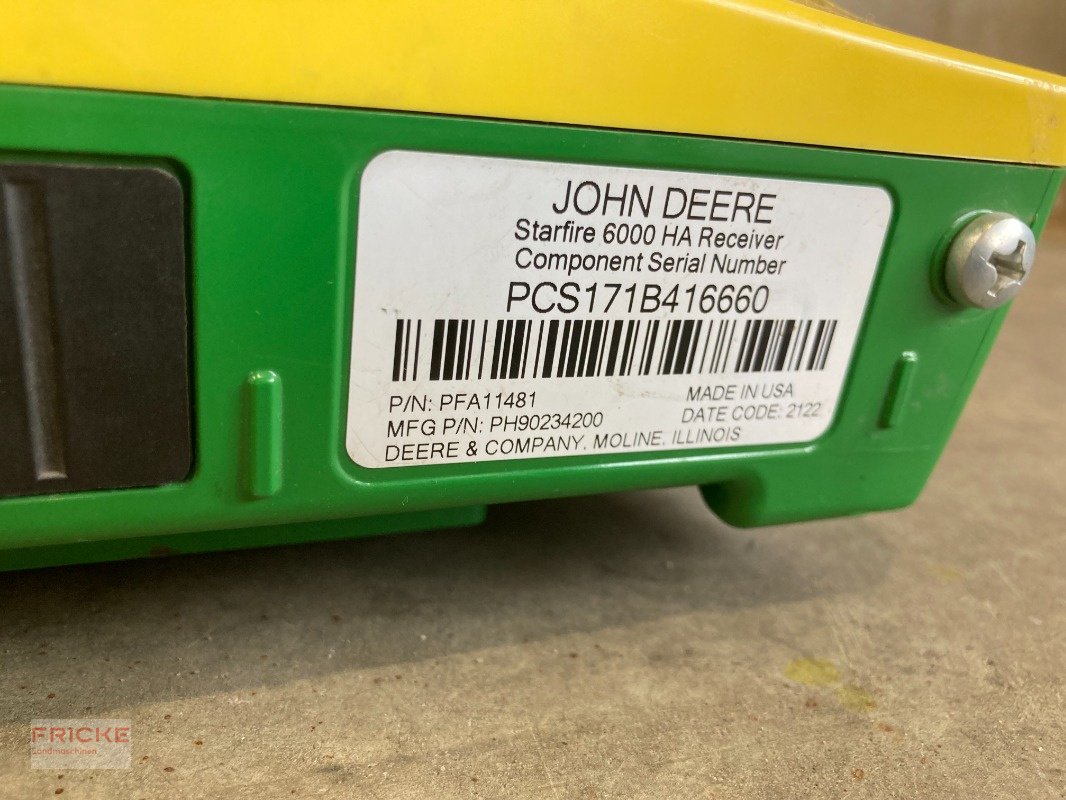 JOHN DEERE
Starfire 6000 HA Receiver
Component Serial Number
PCS171B416660
P/N: PFA11481
MADE IN USA
MFG P/N: PH90234200
DATE CODE: 2122
DEERE & COMPANY, MOLINE, ILLINOIS
FRICKE
Landmaschinen